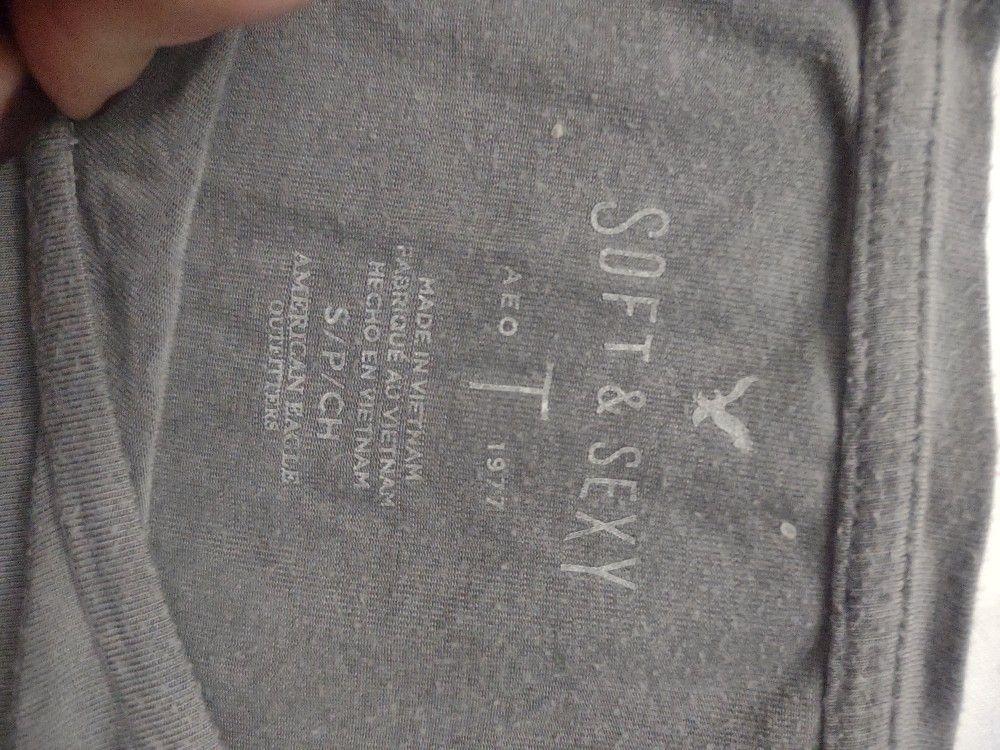 SOFT & SEXY
AEO T 1977
MADE IN VIETNAM
FABRIQUE AU VIETNAM
HECHO EN VIETNAM
S/P/CH
AMERICAN EAGLE
OUTFITTERS